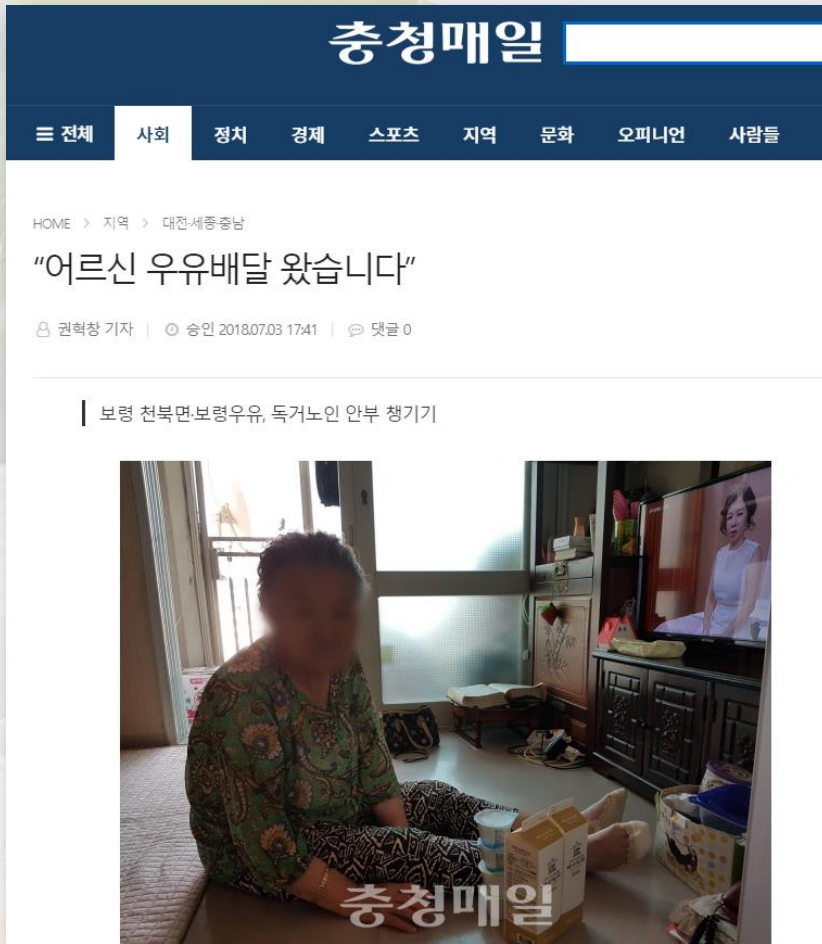 충청매일
전체 사회 정치 경제 스포츠 지역 문화 오피니언 사람들
HOME > 지역 > 대전·세종·충남
“어르신 우유배달 왔습니다”
권혁창 기자 | 승인 2018.07.03 17:41 | 댓글 0
보령 천북면·보령우유, 독거노인 안부 챙기기
충청매일